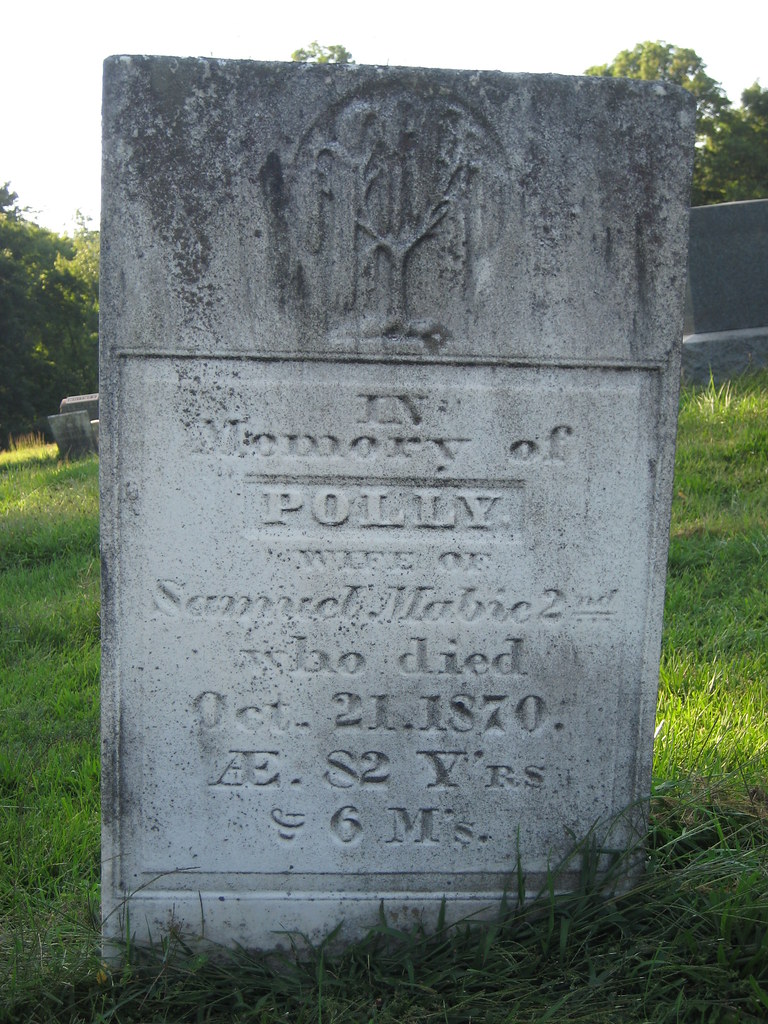 IN
Memory of
POLLY.
WIFE OF
Samuel Mabie 2nd
who died
Oct. 21. 1870.
Æ. 82 Y'RS
& 6 M's.